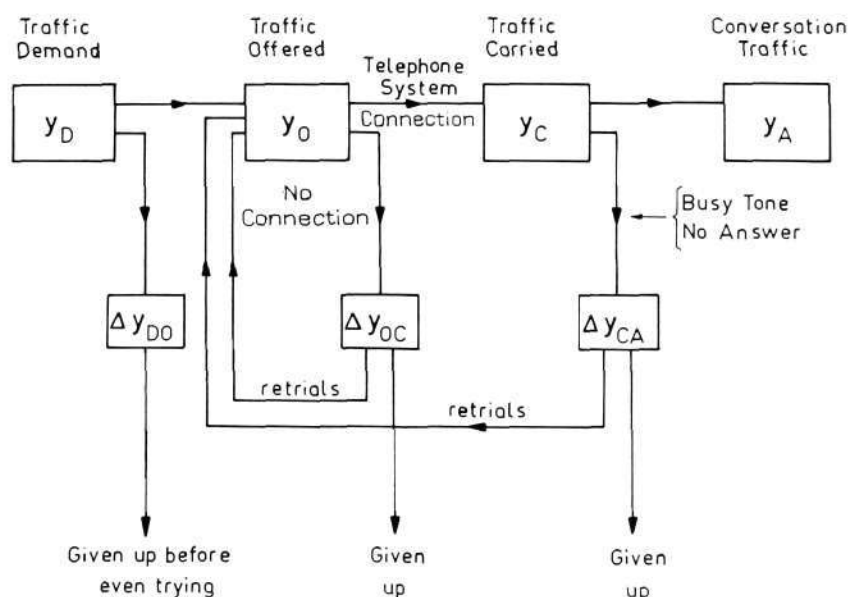 Traffic
Demand
Traffic
Offered
Traffic
Carried
Conversation
Traffic
Telephone
System
Connection
y_D
y_O
y_C
y_A
No
Connection
Busy Tone
No Answer
Δ y_DO
Δ y_OC
Δ y_CA
retrials
retrials
Given up before
even trying
Given
up
Given
up